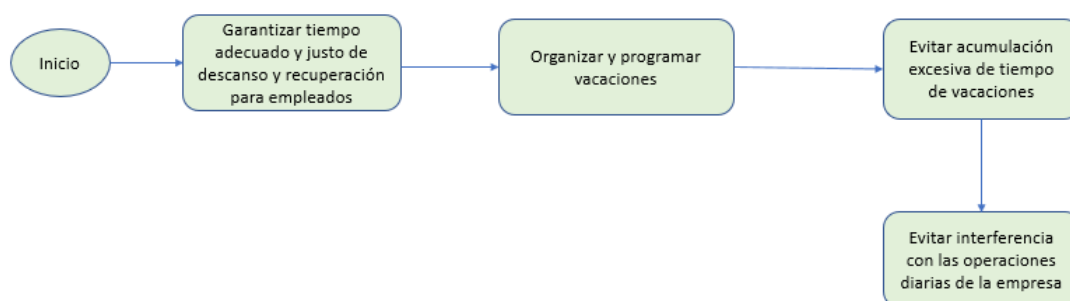 Inicio
Garantizar tiempo
adecuado y justo de
descanso y recuperación
para empleados
Organizar y programar
vacaciones
Evitar acumulación
excesiva de tiempo
de vacaciones
Evitar interferencia
con las operaciones
diarias de la empresa